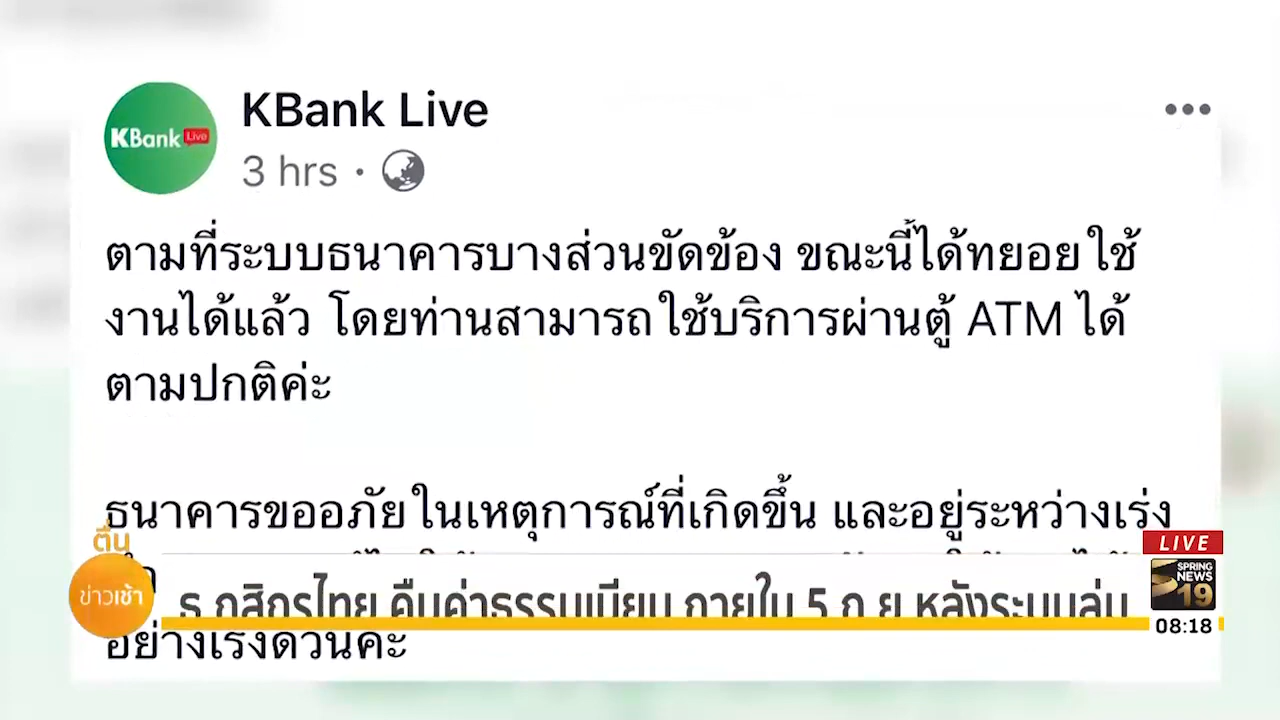 KBank Live
KBank Live
3 hrs
ตามที่ระบบธนาคารบางส่วนขัดข้อง ขณะนี้ได้ทยอยใช้
งานได้แล้ว โดยท่านสามารถใช้บริการผ่านตู้ ATM ได้
ตามปกติค่ะ
ธนาคารขออภัยในเหตุการณ์ที่เกิดขึ้น และอยู่ระหว่างเร่ง
ตื่น
ข่าวเช้า
ธ.กสิกรไทย คืนค่าธรรมเนียม ภายใน 5 ก.ย.หลังระบบล่ม
อย่างเร่งด่วนค่ะ
LIVE
SPRING
NEWS
19
08:18